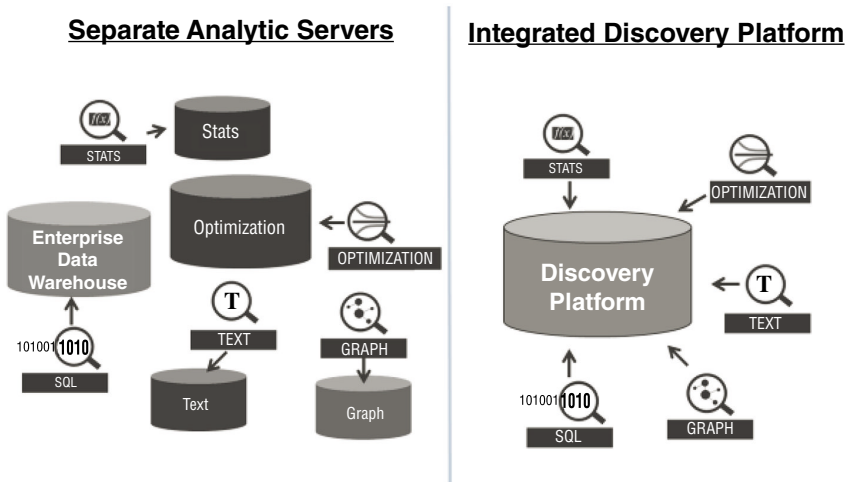 Separate Analytic Servers
f(x)
STATS
Stats
Enterprise
Data
Warehouse
Optimization
OPTIMIZATION
T
TEXT
GRAPH
101001 1010
SQL
Text
Graph
Integrated Discovery Platform
f(x)
STATS
OPTIMIZATION
Discovery
Platform
T
TEXT
101001 1010
SQL
GRAPH